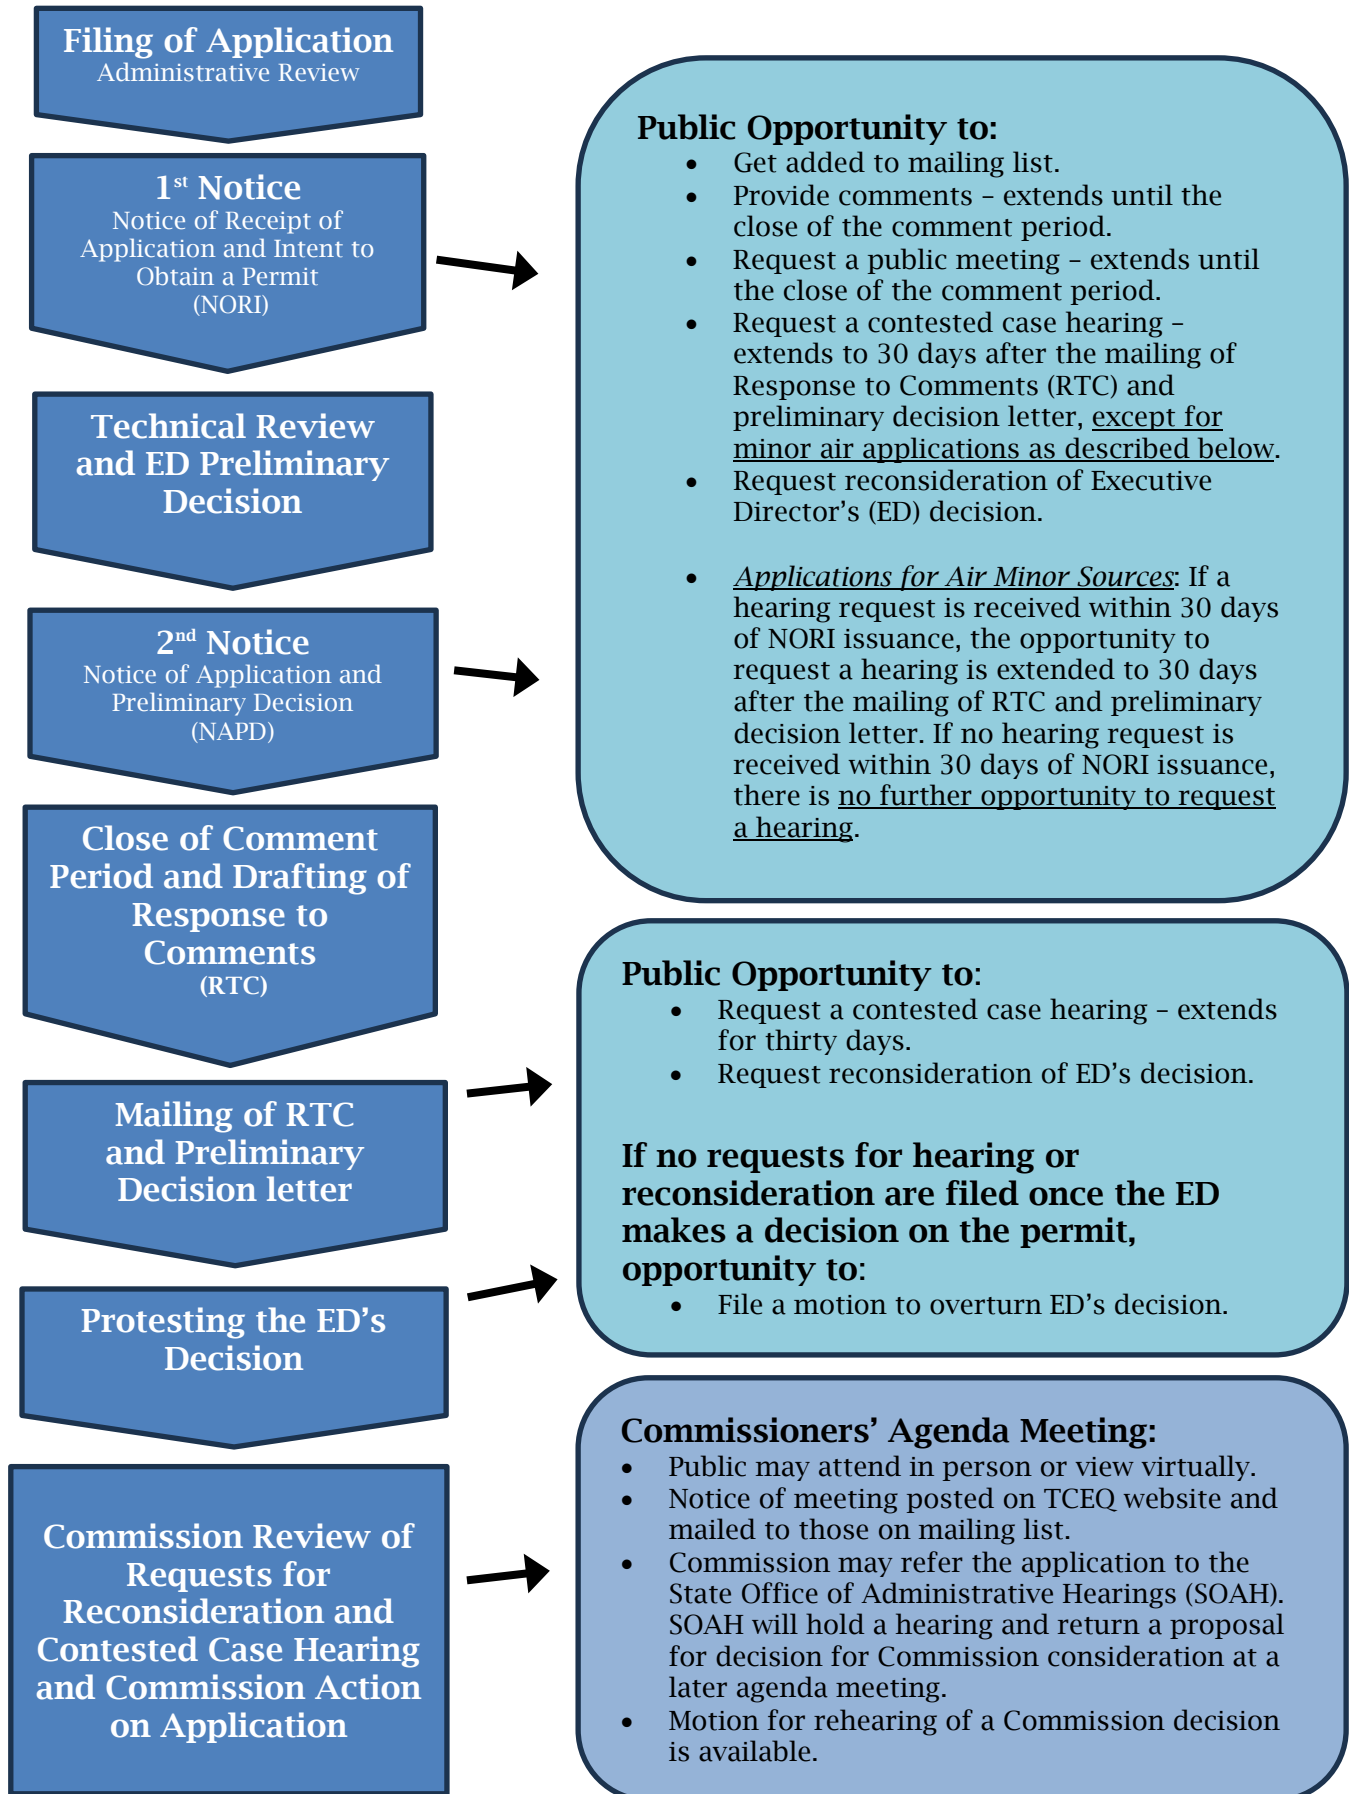 Filing of Application
Administrative Review
1st Notice
Notice of Receipt of
Application and Intent to
Obtain a Permit
(NORI)
Technical Review
and ED Preliminary
Decision
2nd Notice
Notice of Application and
Preliminary Decision
(NAPD)
Close of Comment
Period and Drafting of
Response to
Comments
(RTC)
Mailing of RTC
and Preliminary
Decision letter
Protesting the ED’s
Decision
Commission Review of
Requests for
Reconsideration and
Contested Case Hearing
and Commission Action
on Application
Public Opportunity to:
• Get added to mailing list.
• Provide comments – extends until the
close of the comment period.
• Request a public meeting – extends until
the close of the comment period.
• Request a contested case hearing –
extends to 30 days after the mailing of
Response to Comments (RTC) and
preliminary decision letter, except for
minor air applications as described below.
• Request reconsideration of Executive
Director’s (ED) decision.
• Applications for Air Minor Sources: If a
hearing request is received within 30 days
of NORI issuance, the opportunity to
request a hearing is extended to 30 days
after the mailing of RTC and preliminary
decision letter. If no hearing request is
received within 30 days of NORI issuance,
there is no further opportunity to request
a hearing.
Public Opportunity to:
• Request a contested case hearing – extends
for thirty days.
• Request reconsideration of ED’s decision.
If no requests for hearing or
reconsideration are filed once the ED
makes a decision on the permit,
opportunity to:
• File a motion to overturn ED’s decision.
Commissioners’ Agenda Meeting:
• Public may attend in person or view virtually.
• Notice of meeting posted on TCEQ website and
mailed to those on mailing list.
• Commission may refer the application to the
State Office of Administrative Hearings (SOAH).
SOAH will hold a hearing and return a proposal
for decision for Commission consideration at a
later agenda meeting.
• Motion for rehearing of a Commission decision
is available.